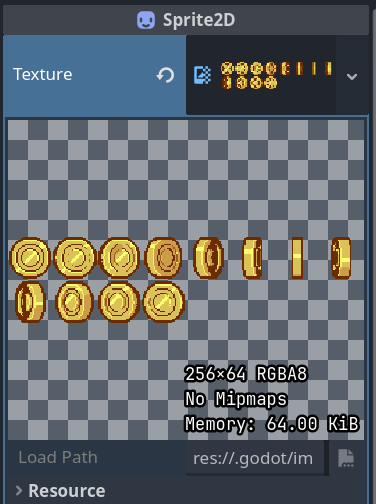 Sprite2D
Texture
256×64 RGBA8
No Mipmaps
Memory: 64.00 KiB
Load Path
res://.godot/im
Resource